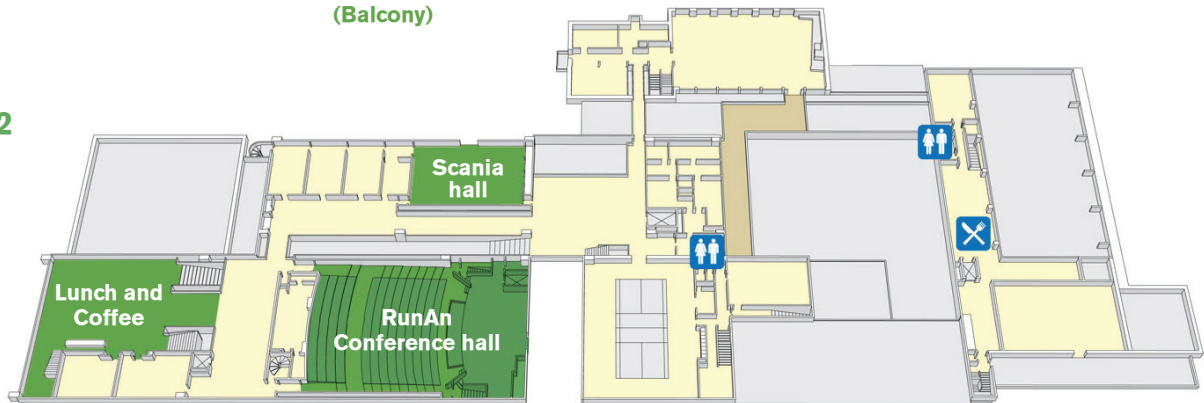 (Balcony)
2
Scania
hall
Lunch and
Coffee
RunAn
Conference hall